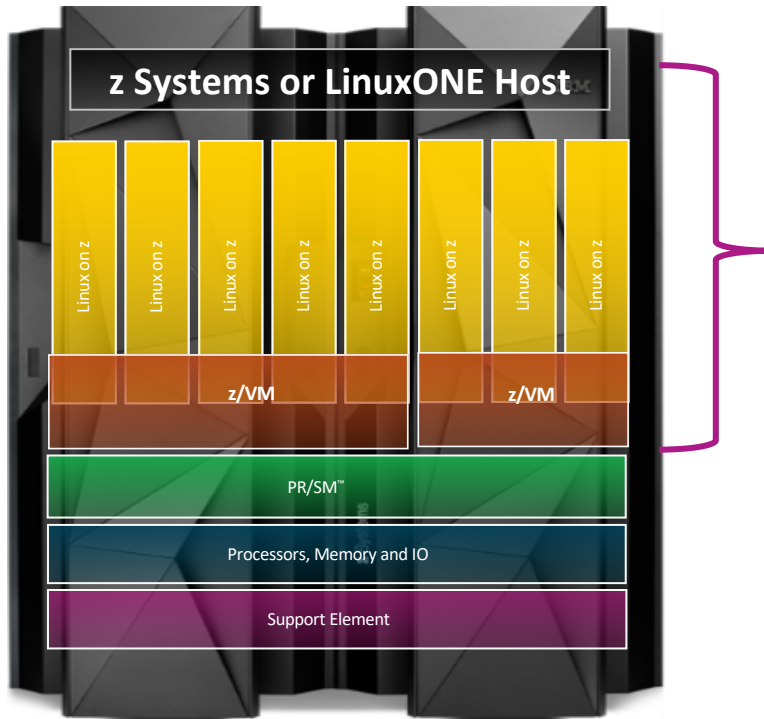 z Systems or LinuxONE Host
Linux on z
Linux on z
Linux on z
Linux on z
Linux on z
Linux on z
Linux on z
Linux on z
z/VM
z/VM
PR/SM™
Processors, Memory and IO
Support Element